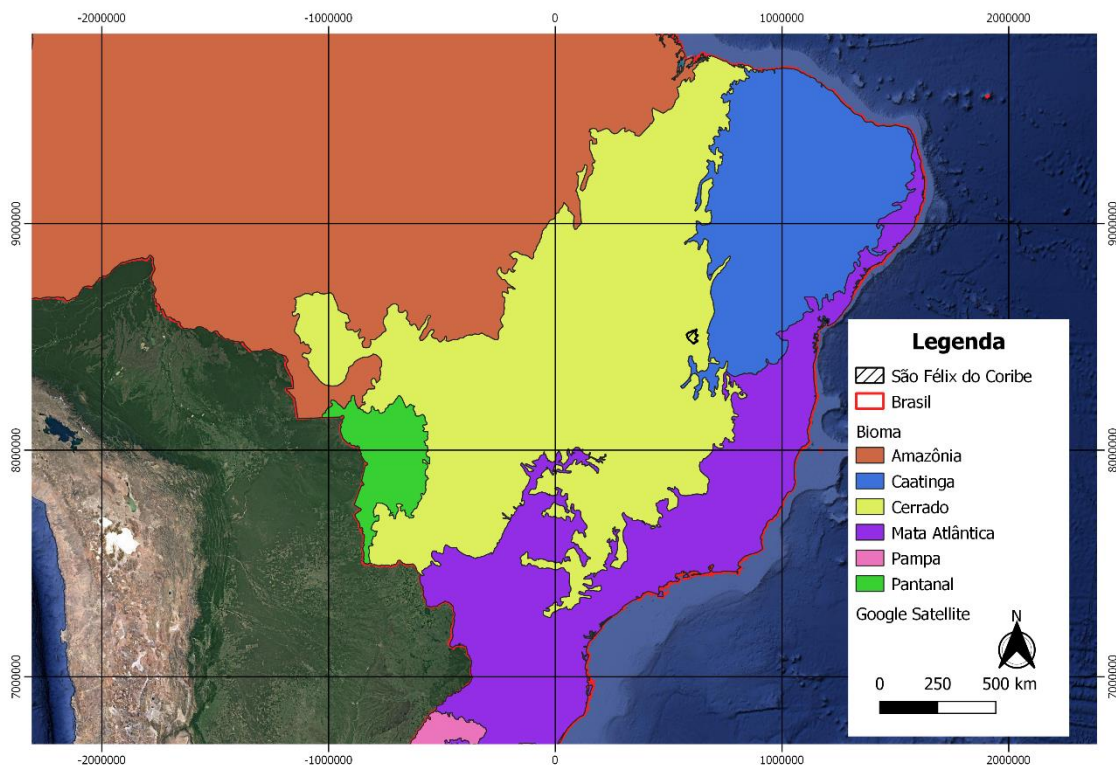 -2000000 -1000000 0 1000000 2000000
9000000 9000000
8000000 8000000
7000000 7000000
Legenda
São Félix do Coribe
Brasil
Bioma
Amazônia
Caatinga
Cerrado
Mata Atlântica
Pampa
Pantanal
Google Satellite
N
0 250 500 km
-2000000 -1000000 0 1000000 2000000